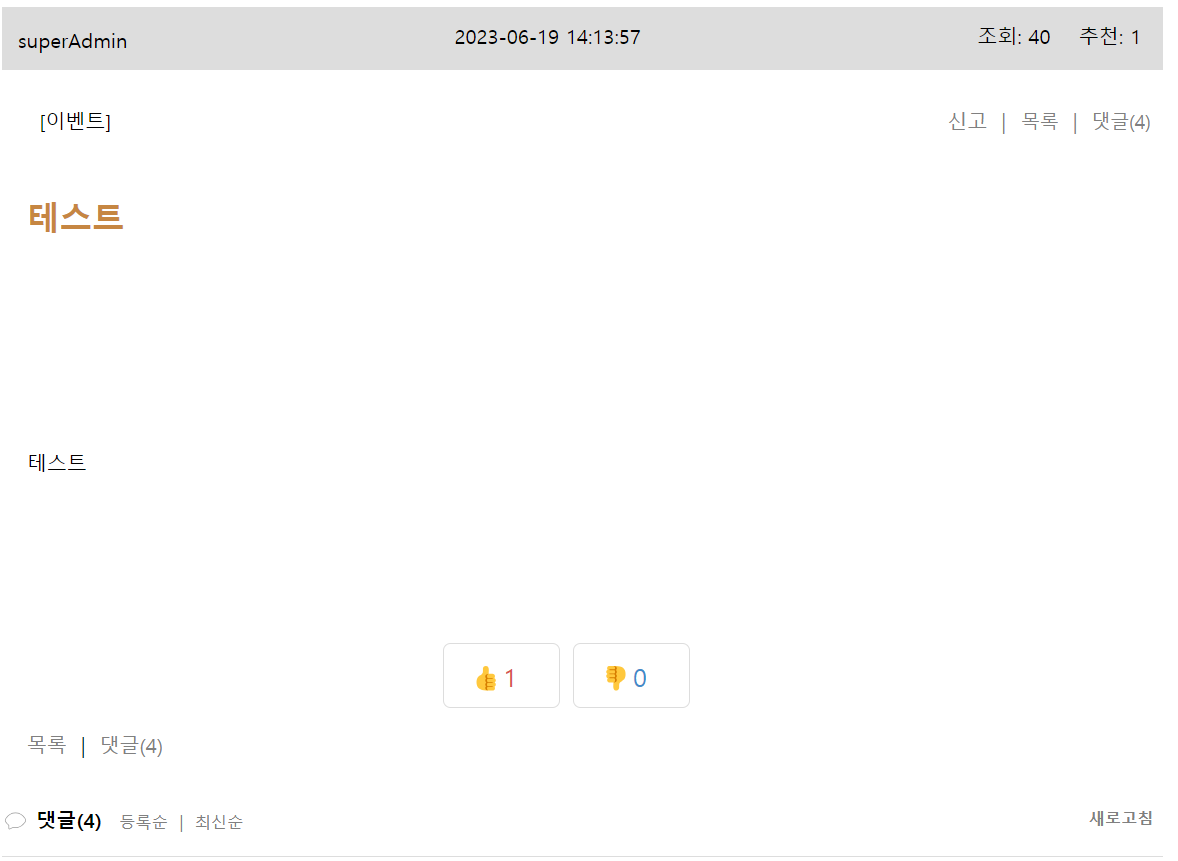 superAdmin 2023-06-19 14:13:57 조회: 40 추천: 1
[이벤트] 신고 | 목록 | 댓글(4)
테스트
테스트
👍 1 👎 0
목록 | 댓글(4)
댓글(4) 등록순 | 최신순 새로고침